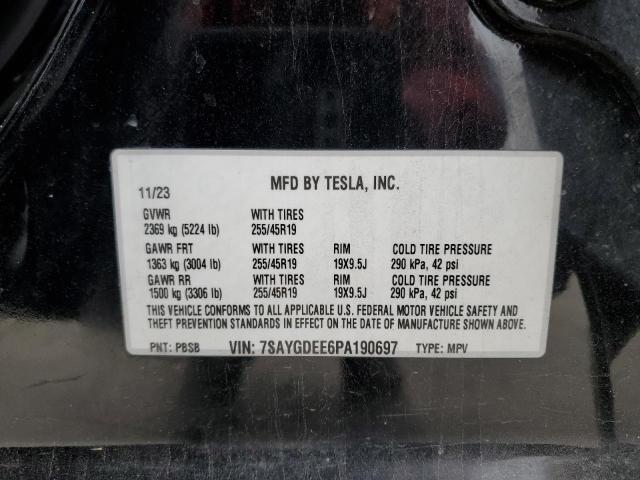 MFD BY TESLA, INC.
11/23
GVWR WITH TIRES
2369 kg (5224 lb) 255/45R19
GAWR FRT WITH TIRES RIM COLD TIRE PRESSURE
1363 kg (3004 lb) 255/45R19 19X9.5J 290 kPa, 42 psi
GAWR RR WITH TIRES RIM COLD TIRE PRESSURE
1500 kg (3306 lb) 255/45R19 19X9.5J 290 kPa, 42 psi
THIS VEHICLE CONFORMS TO ALL APPLICABLE U.S. FEDERAL MOTOR VEHICLE SAFETY AND
THEFT PREVENTION STANDARDS IN EFFECT ON THE DATE OF MANUFACTURE SHOWN ABOVE.
PNT: PBSB VIN: 7SAYGDEE6PA190697 TYPE: MPV